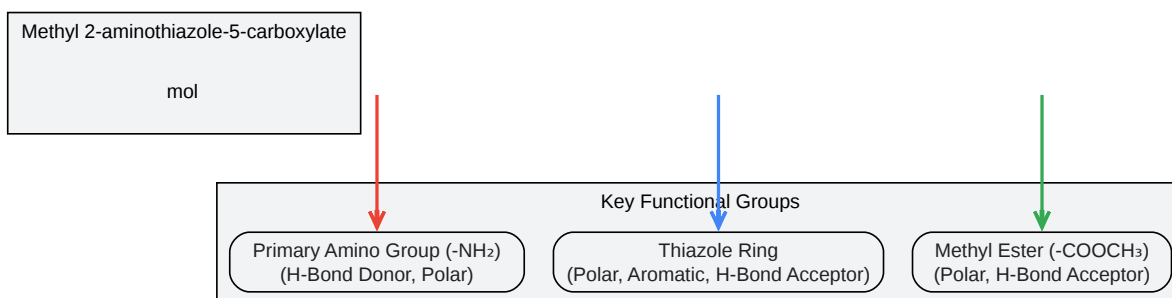 Methyl 2-aminothiazole-5-carboxylate
mol
Key Functional Groups
Primary Amino Group (-NH₂)
(H-Bond Donor, Polar)
Thiazole Ring
(Polar, Aromatic, H-Bond Acceptor)
Methyl Ester (-COOCH₃)
(Polar, H-Bond Acceptor)